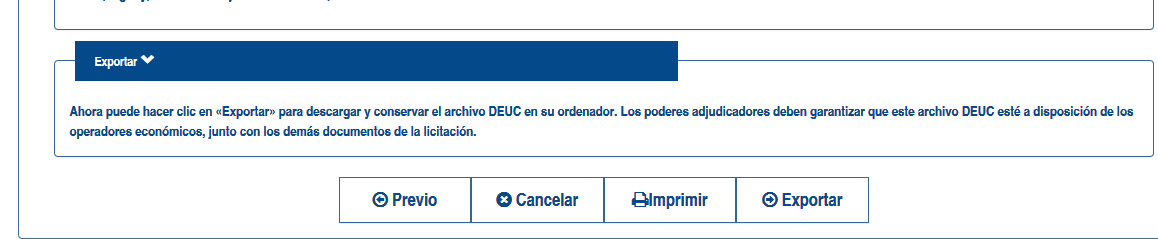 Exportar
Ahora puede hacer clic en «Exportar» para descargar y conservar el archivo DEUC en su ordenador. Los poderes adjudicadores deben garantizar que este archivo DEUC esté a disposición de los
operadores económicos, junto con los demás documentos de la licitación.
Previo Cancelar Imprimir Exportar